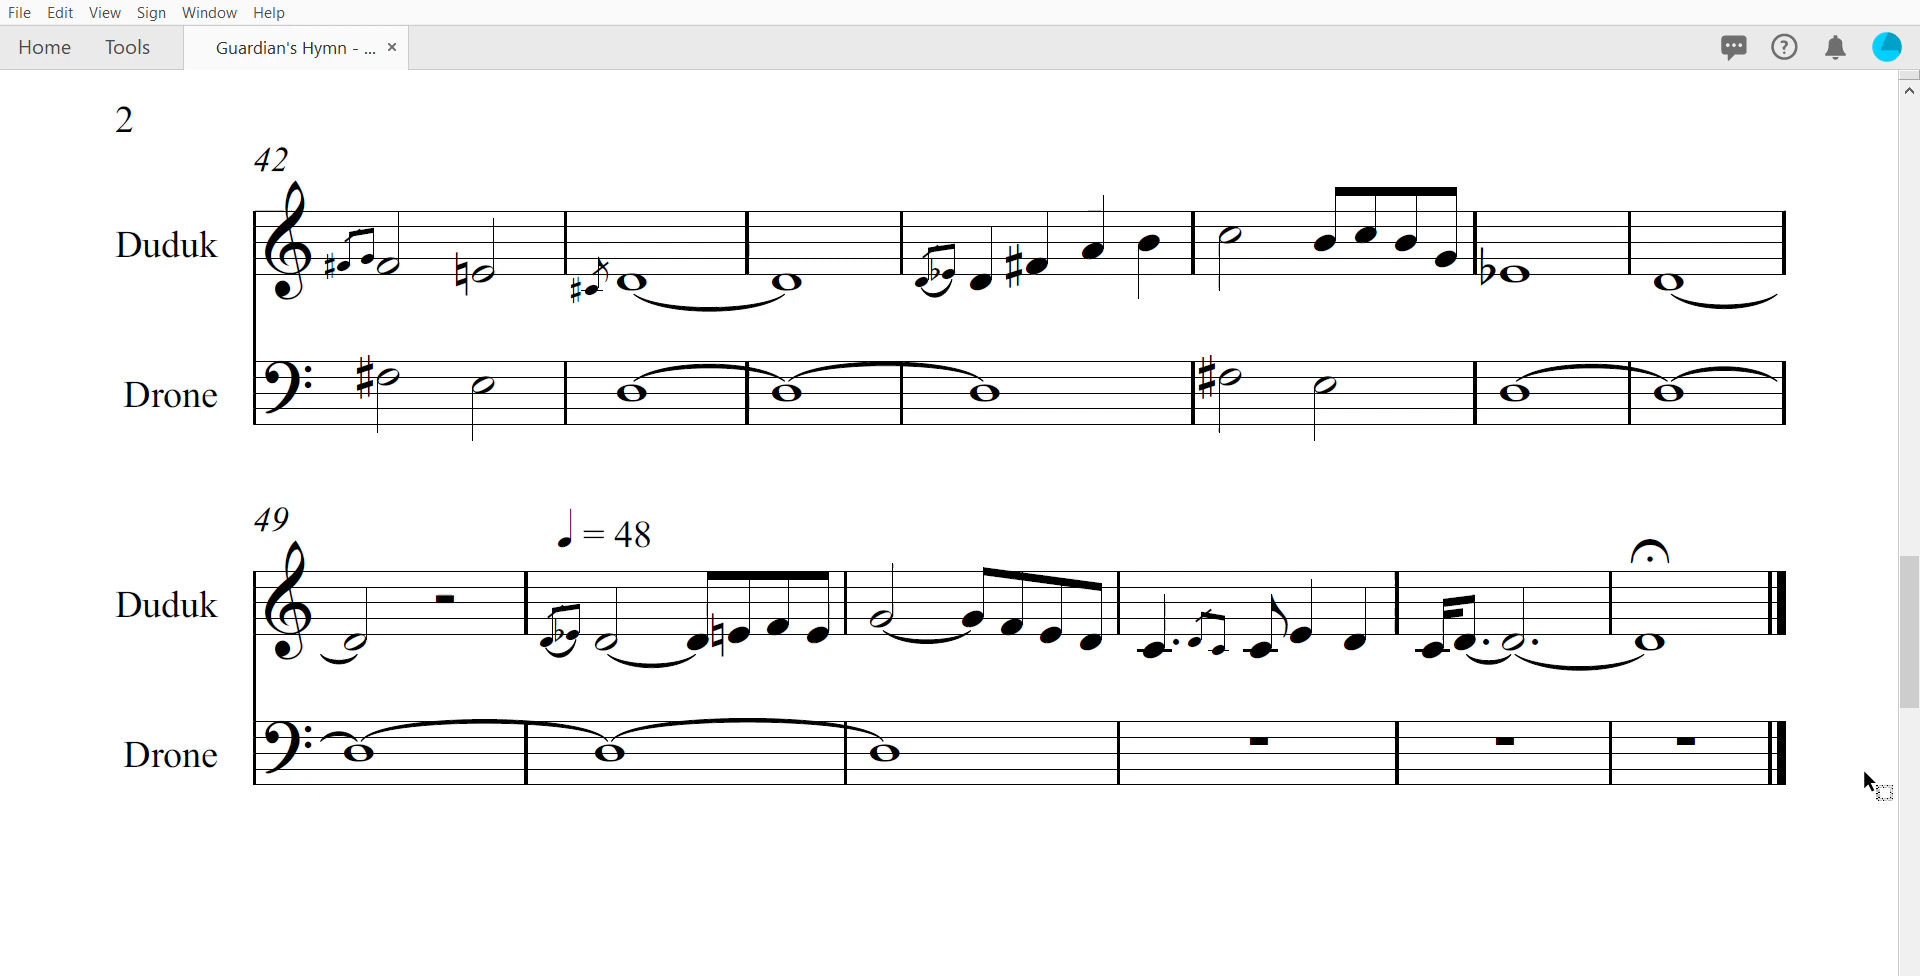 File Edit View Sign Window Help
Home Tools Guardian's Hymn - ... ×
2
42
Duduk
Drone
49
= 48
Duduk
Drone